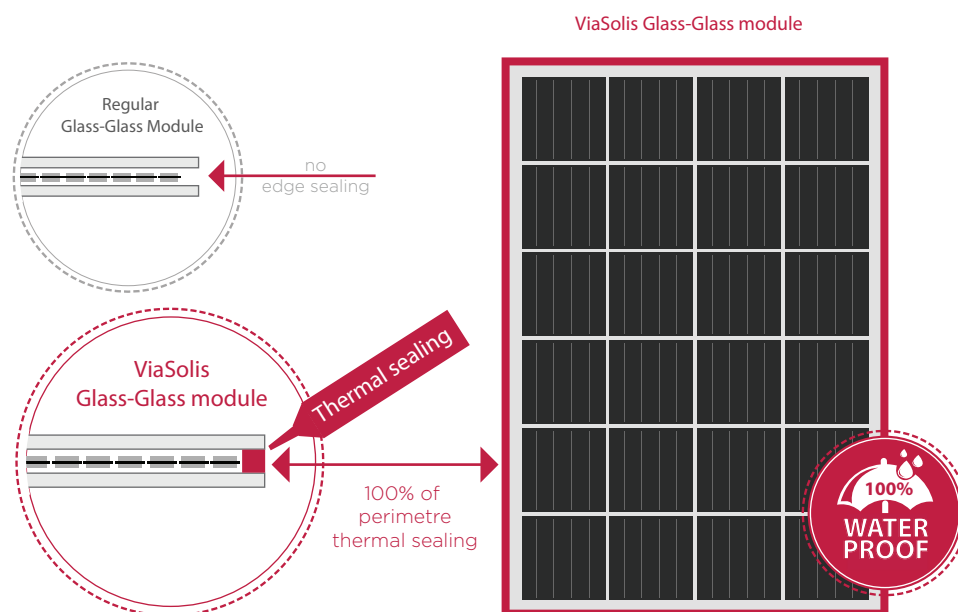 ViaSolis Glass-Glass module
Regular
Glass-Glass Module
no
edge sealing
ViaSolis
Glass-Glass module
Thermal sealing
100% of
perimetre
thermal sealing
100%
WATER
PROOF